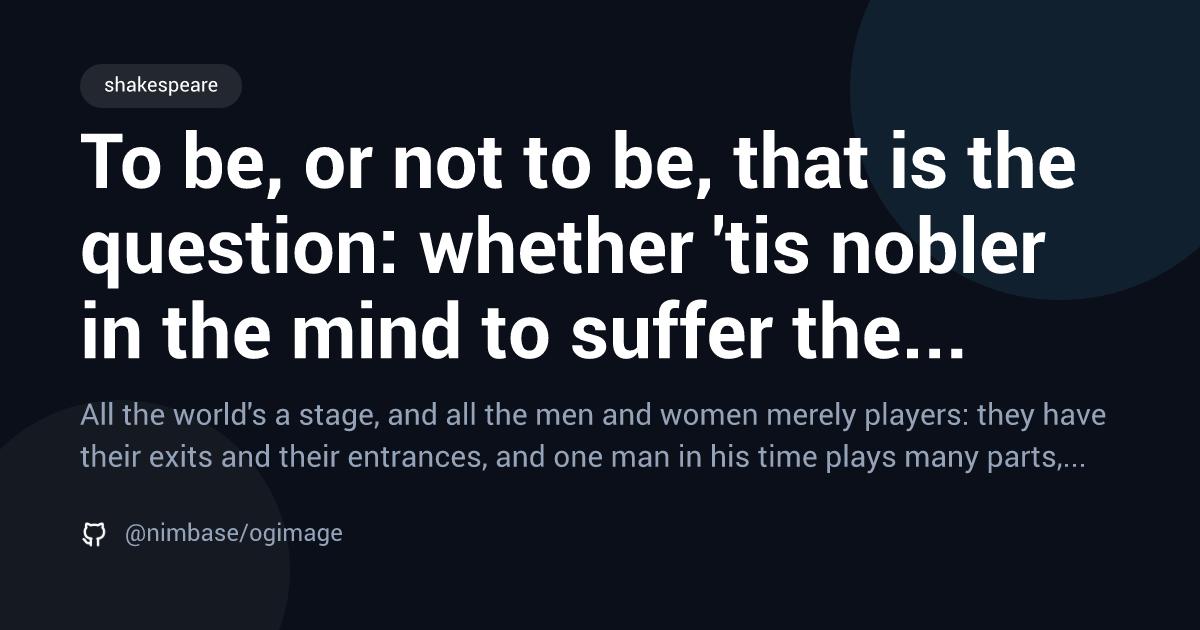 shakespeare
To be, or not to be, that is the
question: whether 'tis nobler
in the mind to suffer the...
All the world's a stage, and all the men and women merely players: they have
their exits and their entrances, and one man in his time plays many parts,...
@nimbase/ogimage